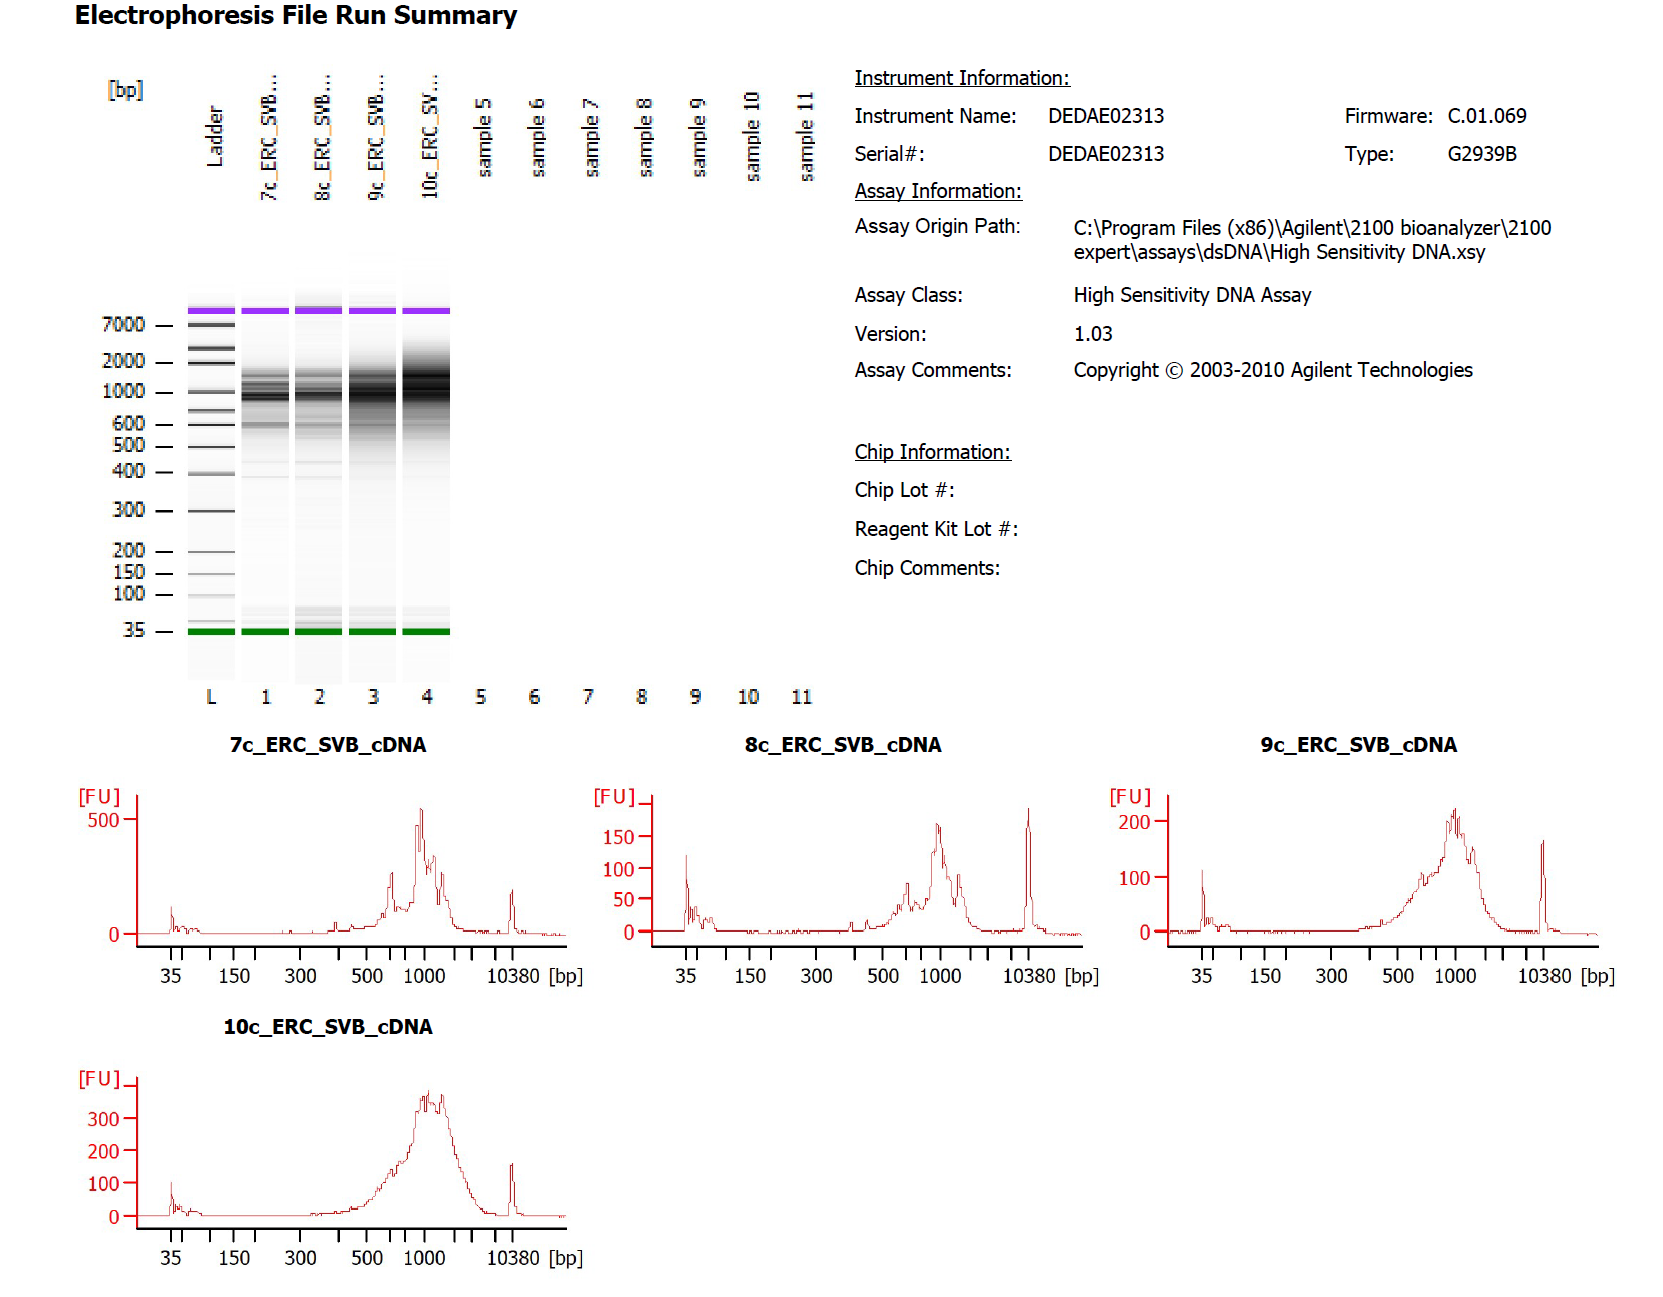 Electrophoresis File Run Summary
[bp]
Ladder
7c_ERC_SVB...
8c_ERC_SVB...
9c_ERC_SVB...
10c_ERC_SV...
sample 5
sample 6
sample 7
sample 8
sample 9
sample 10
sample 11
7000
2000
1000
600
500
400
300
200
150
100
35
L 1 2 3 4 5 6 7 8 9 10 11
Instrument Information:
Instrument Name: DEDAE02313 Firmware: C.01.069
Serial#: DEDAE02313 Type: G2939B
Assay Information:
Assay Origin Path: C:\Program Files (x86)\Agilent\2100 bioanalyzer\2100
expert\assays\dsDNA\High Sensitivity DNA.xsy
Assay Class: High Sensitivity DNA Assay
Version: 1.03
Assay Comments: Copyright © 2003-2010 Agilent Technologies
Chip Information:
Chip Lot #:
Reagent Kit Lot #:
Chip Comments:
7c_ERC_SVB_cDNA
[FU]
500
0
35 150 300 500 1000 10380 [bp]
8c_ERC_SVB_cDNA
[FU]
150
100
50
0
35 150 300 500 1000 10380 [bp]
9c_ERC_SVB_cDNA
[FU]
200
100
0
35 150 300 500 1000 10380 [bp]
10c_ERC_SVB_cDNA
[FU]
300
200
100
0
35 150 300 500 1000 10380 [bp]